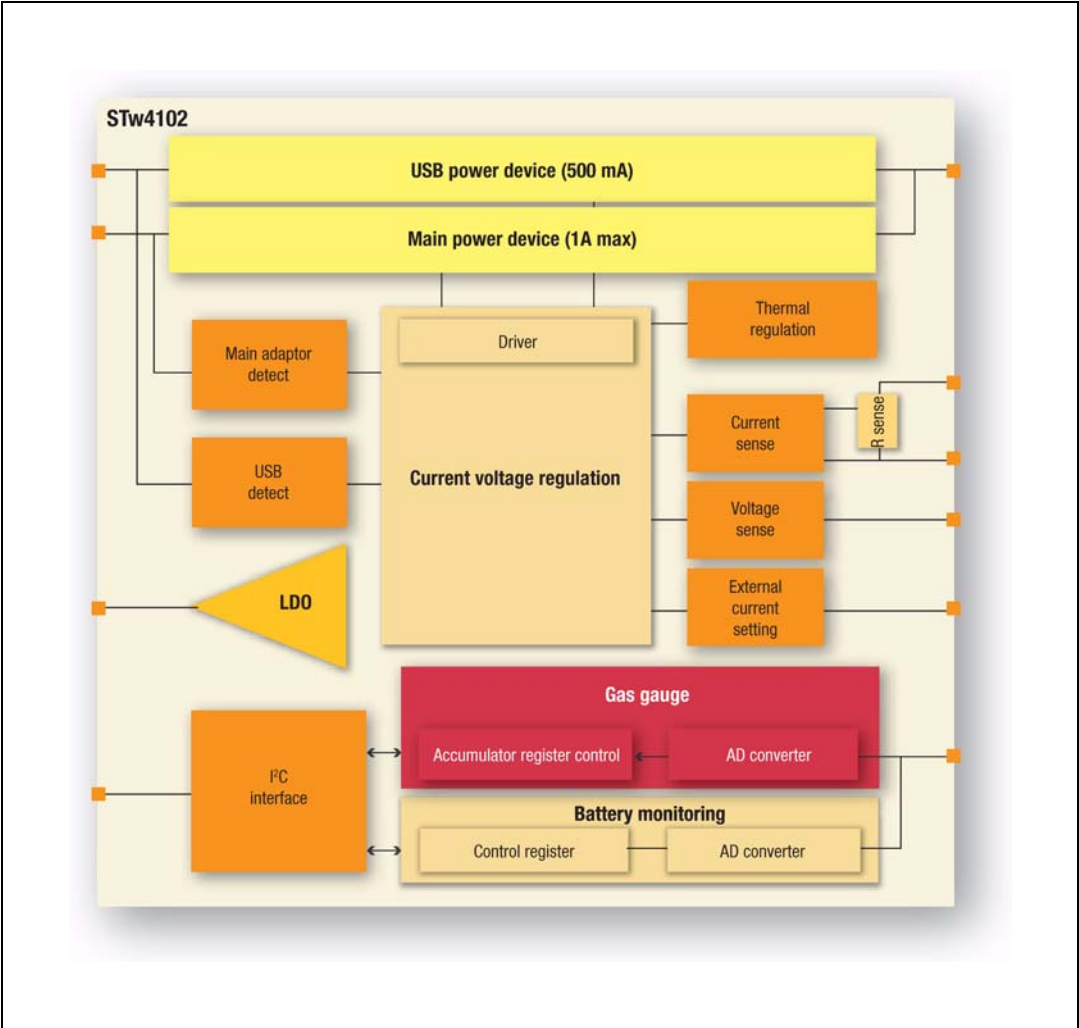 STw4102
USB power device (500 mA)
Main power device (1A max)
Thermal
regulation
Driver
Main adaptor
detect
Current
sense
R sense
USB
detect
Current voltage regulation
Voltage
sense
LDO
External
current
setting
Gas gauge
Accumulator register control
AD converter
I²C
interface
Battery monitoring
Control register
AD converter